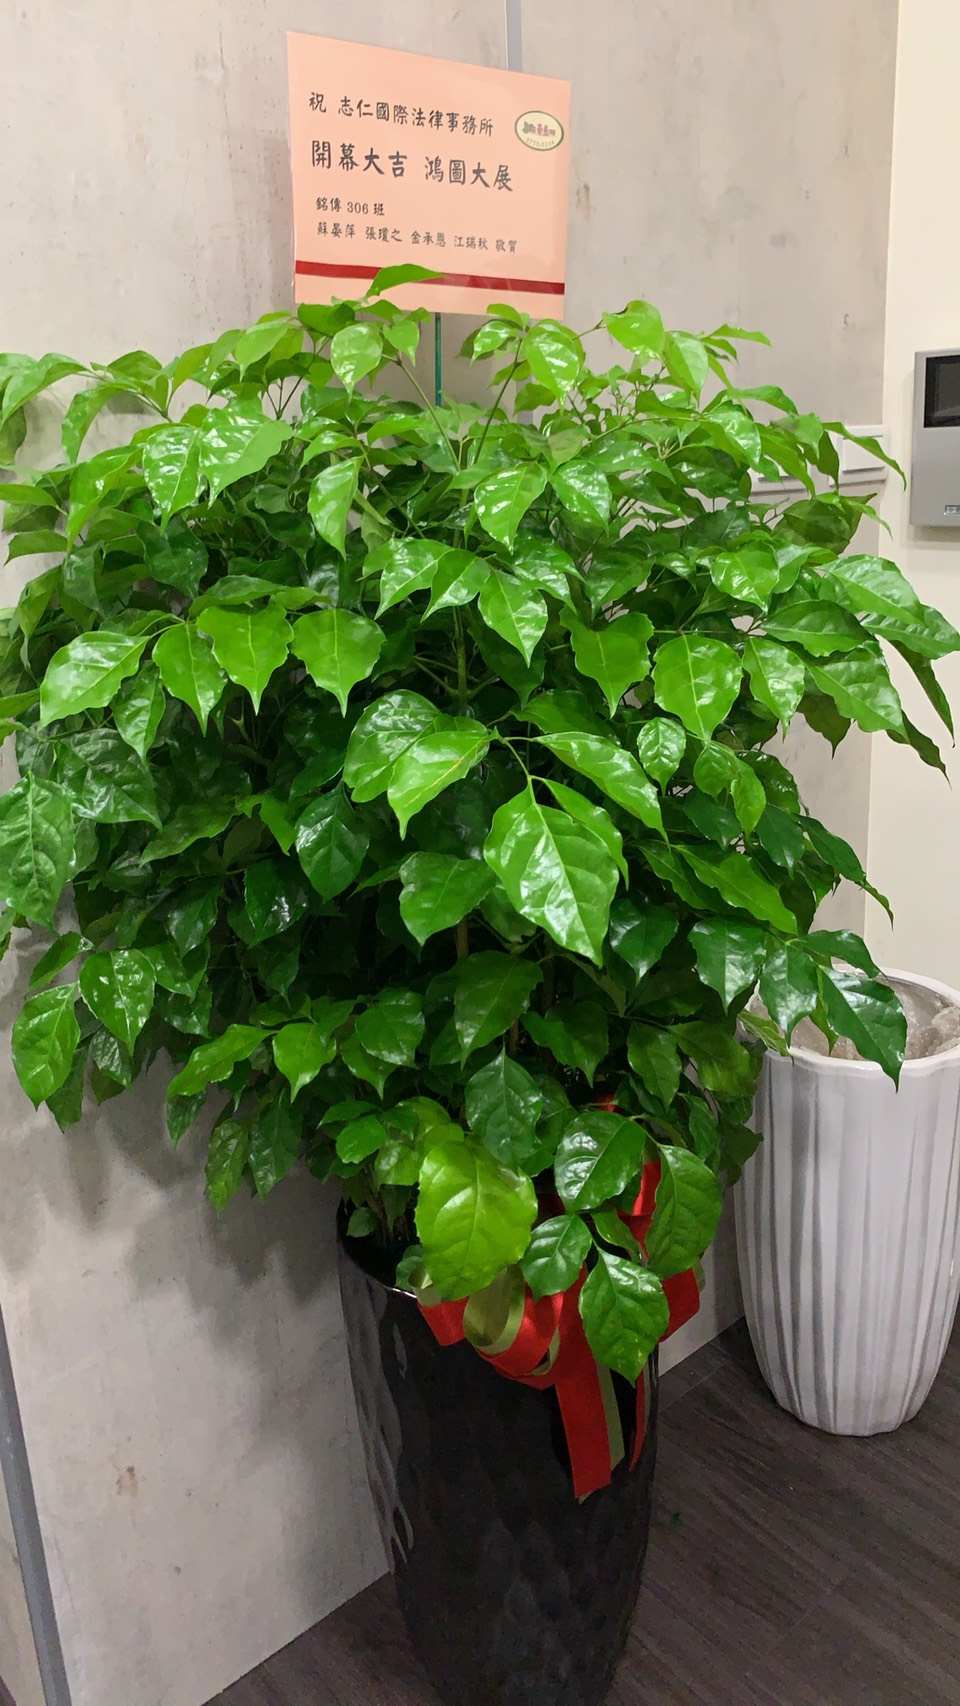 祝 志仁國際法律事務所
開幕大吉 鴻圖大展
銘傳 306 班
蘇晏萍 張瓊之 金承恩 江瑞秋 敬賀